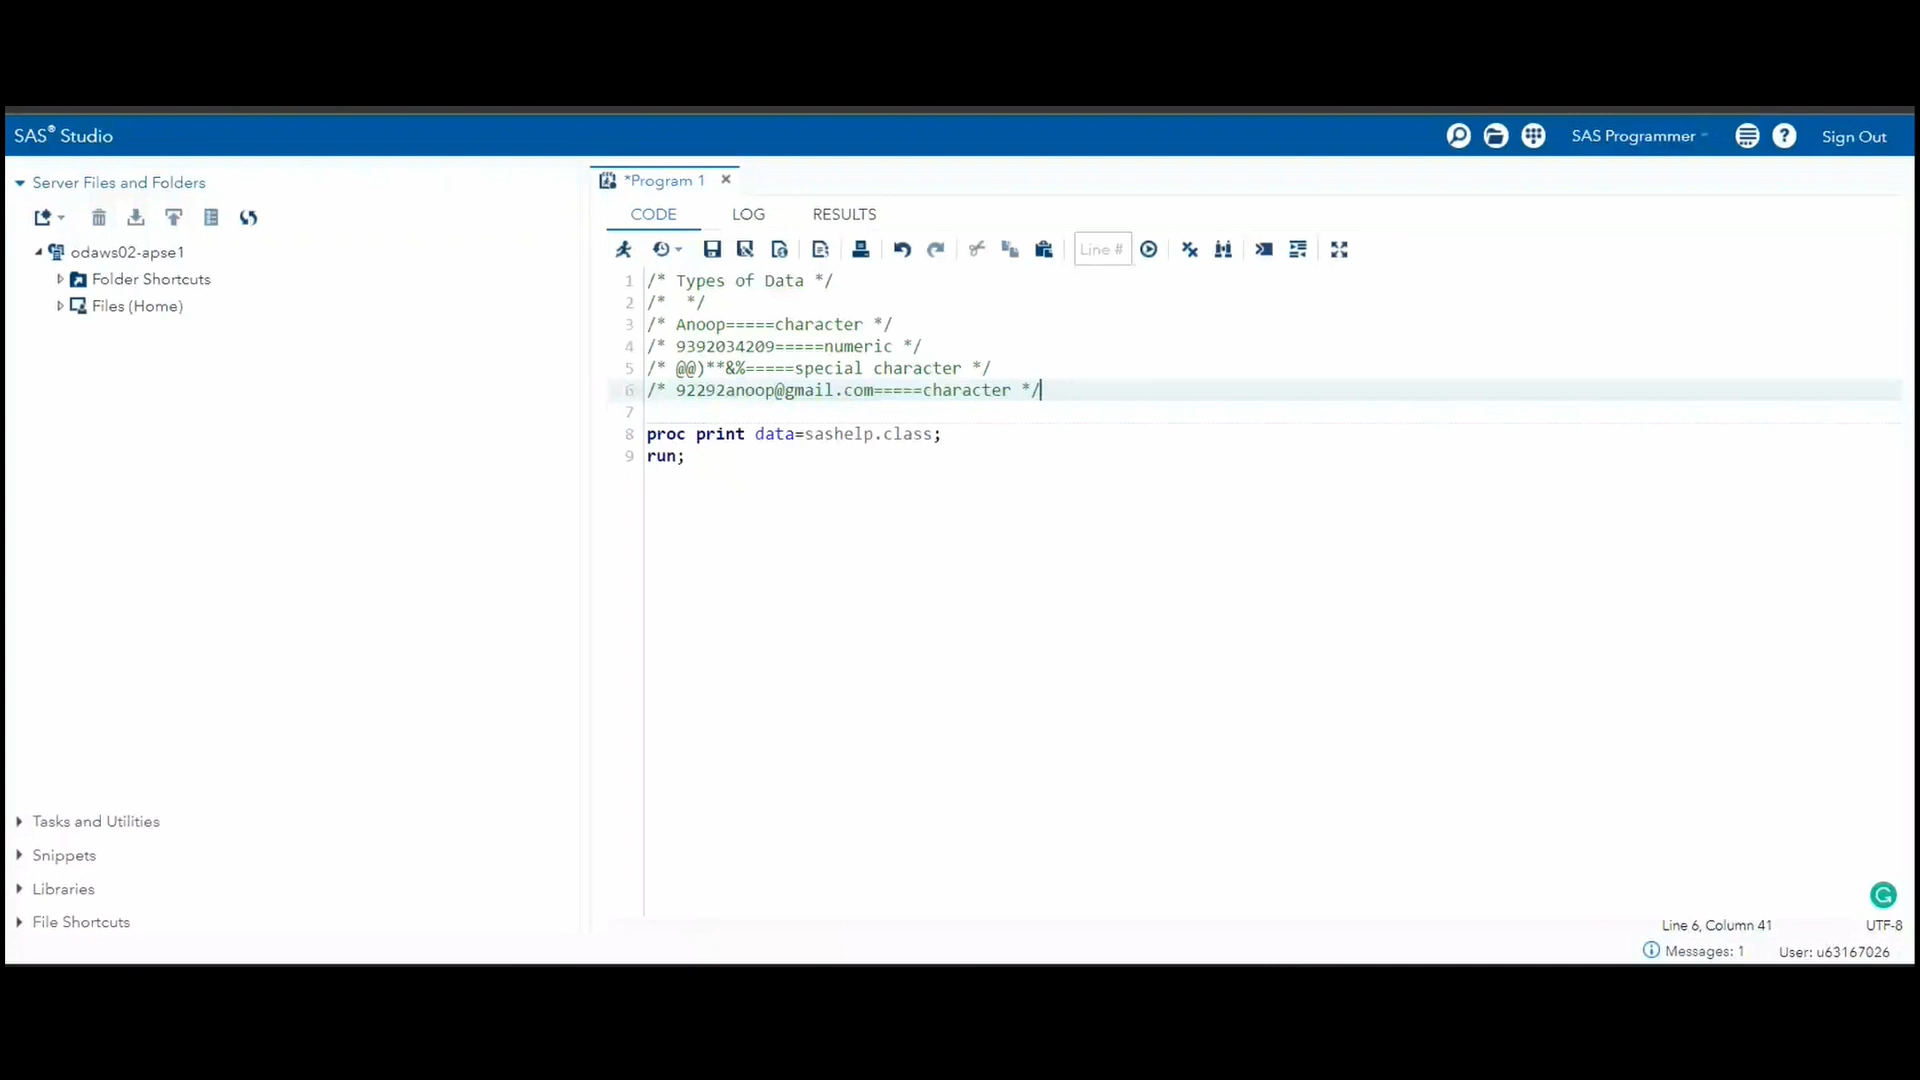 SAS® Studio
SAS Programmer
Sign Out
Server Files and Folders
odaws02-apse1
Folder Shortcuts
Files (Home)
Tasks and Utilities
Snippets
Libraries
File Shortcuts
*Program 1
CODE LOG RESULTS
Line #
1 /* Types of Data */
2 /*  */
3 /* Anoop=====character */
4 /* 9392034209=====numeric */
5 /* @@)**&%=====special character */
6 /* 92292anoop@gmail.com=====character */
7
8 proc print data=sashelp.class;
9 run;
Line 6, Column 41
UTF-8
Messages: 1
User: u63167026